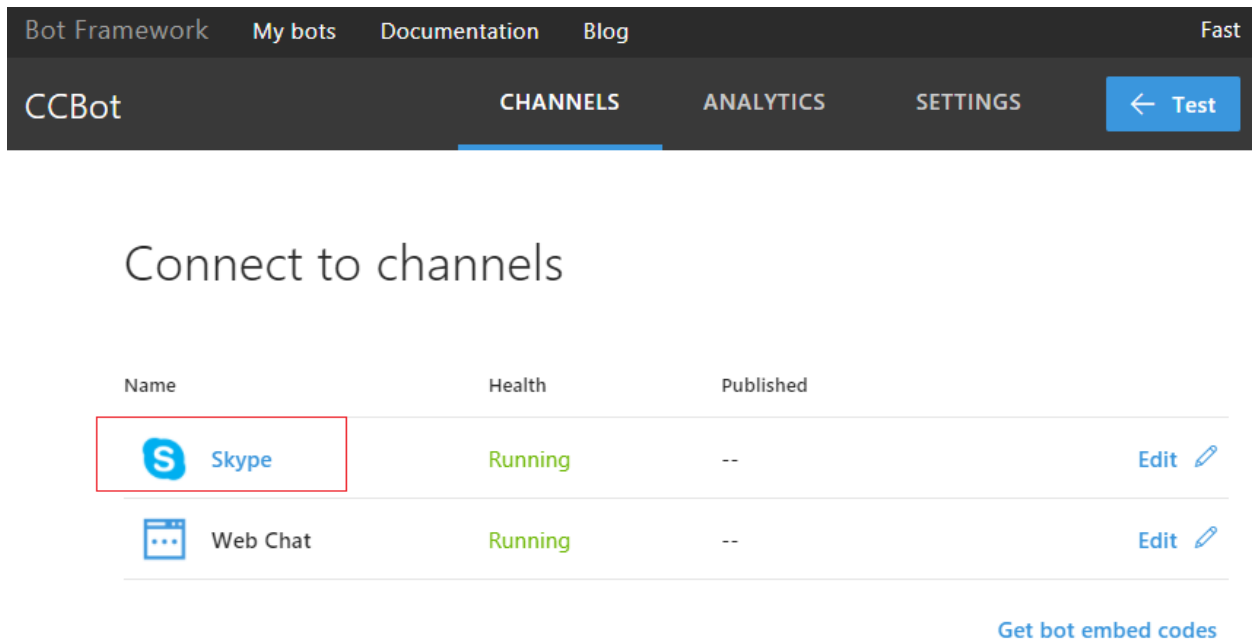 Bot Framework My bots Documentation Blog Fast
CCBot CHANNELS ANALYTICS SETTINGS ← Test
Connect to channels
Name Health Published
Skype Running -- Edit
Web Chat Running -- Edit
Get bot embed codes